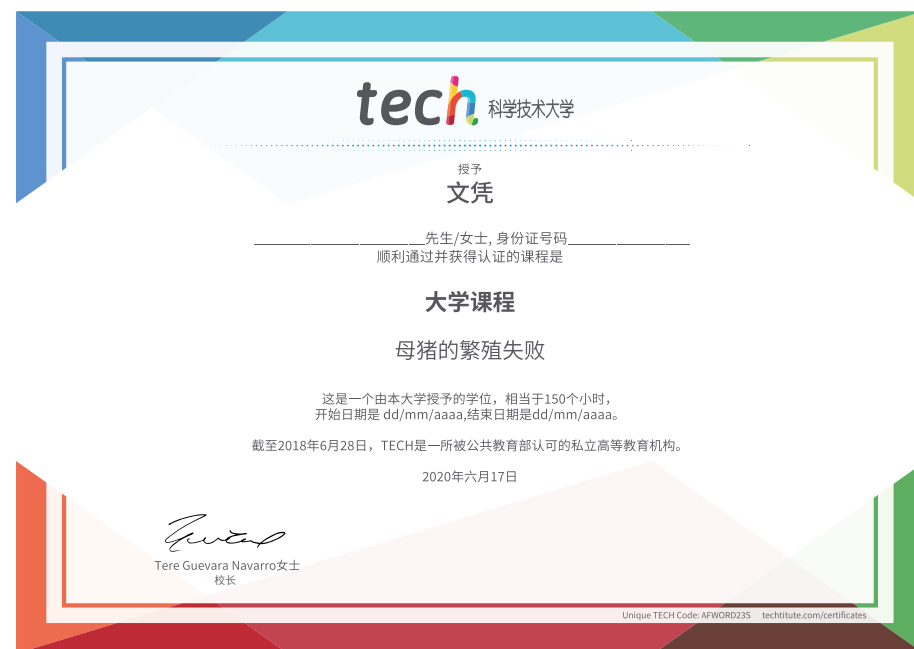 tech 科学技术大学
授予
文凭
________________________先生/女士, 身份证号码_________________
顺利通过并获得认证的课程是
大学课程
母猪的繁殖失败
这是一个由本大学授予的学位，相当于150个小时，
开始日期是 dd/mm/aaaa,结束日期是dd/mm/aaaa。
截至2018年6月28日，TECH是一所被公共教育部认可的私立高等教育机构。
2020年六月17日
Tere Guevara Navarro女士
校长
Unique TECH Code: AFWORD23S techtitute.com/certificates